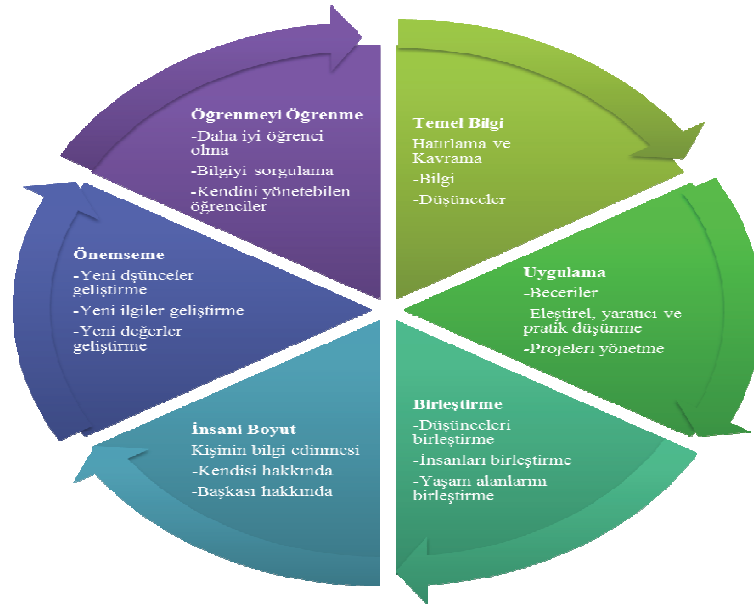 Temel Bilgi
Hatırlama ve
Kavrama
-Bilgi
-Düşünceler
Uygulama
-Beceriler
-Eleştirel, yaratıcı ve
pratik düşünme
-Projeleri yönetme
Birleştirme
-Düşünceleri
birleştirme
-İnsanları birleştirme
-Yaşam alanlarını
birleştirme
İnsani Boyut
Kişinin bilgi edinmesi
-Kendisi hakkında
-Başkası hakkında
Önemseme
-Yeni dşünceler
geliştirme
-Yeni ilgiler geliştirme
-Yeni değerler
geliştirme
Öğrenmeyi Öğrenme
-Daha iyi öğrenci
olma
-Bilgiyi sorgulama
-Kendini yönetebilen
öğrenciler